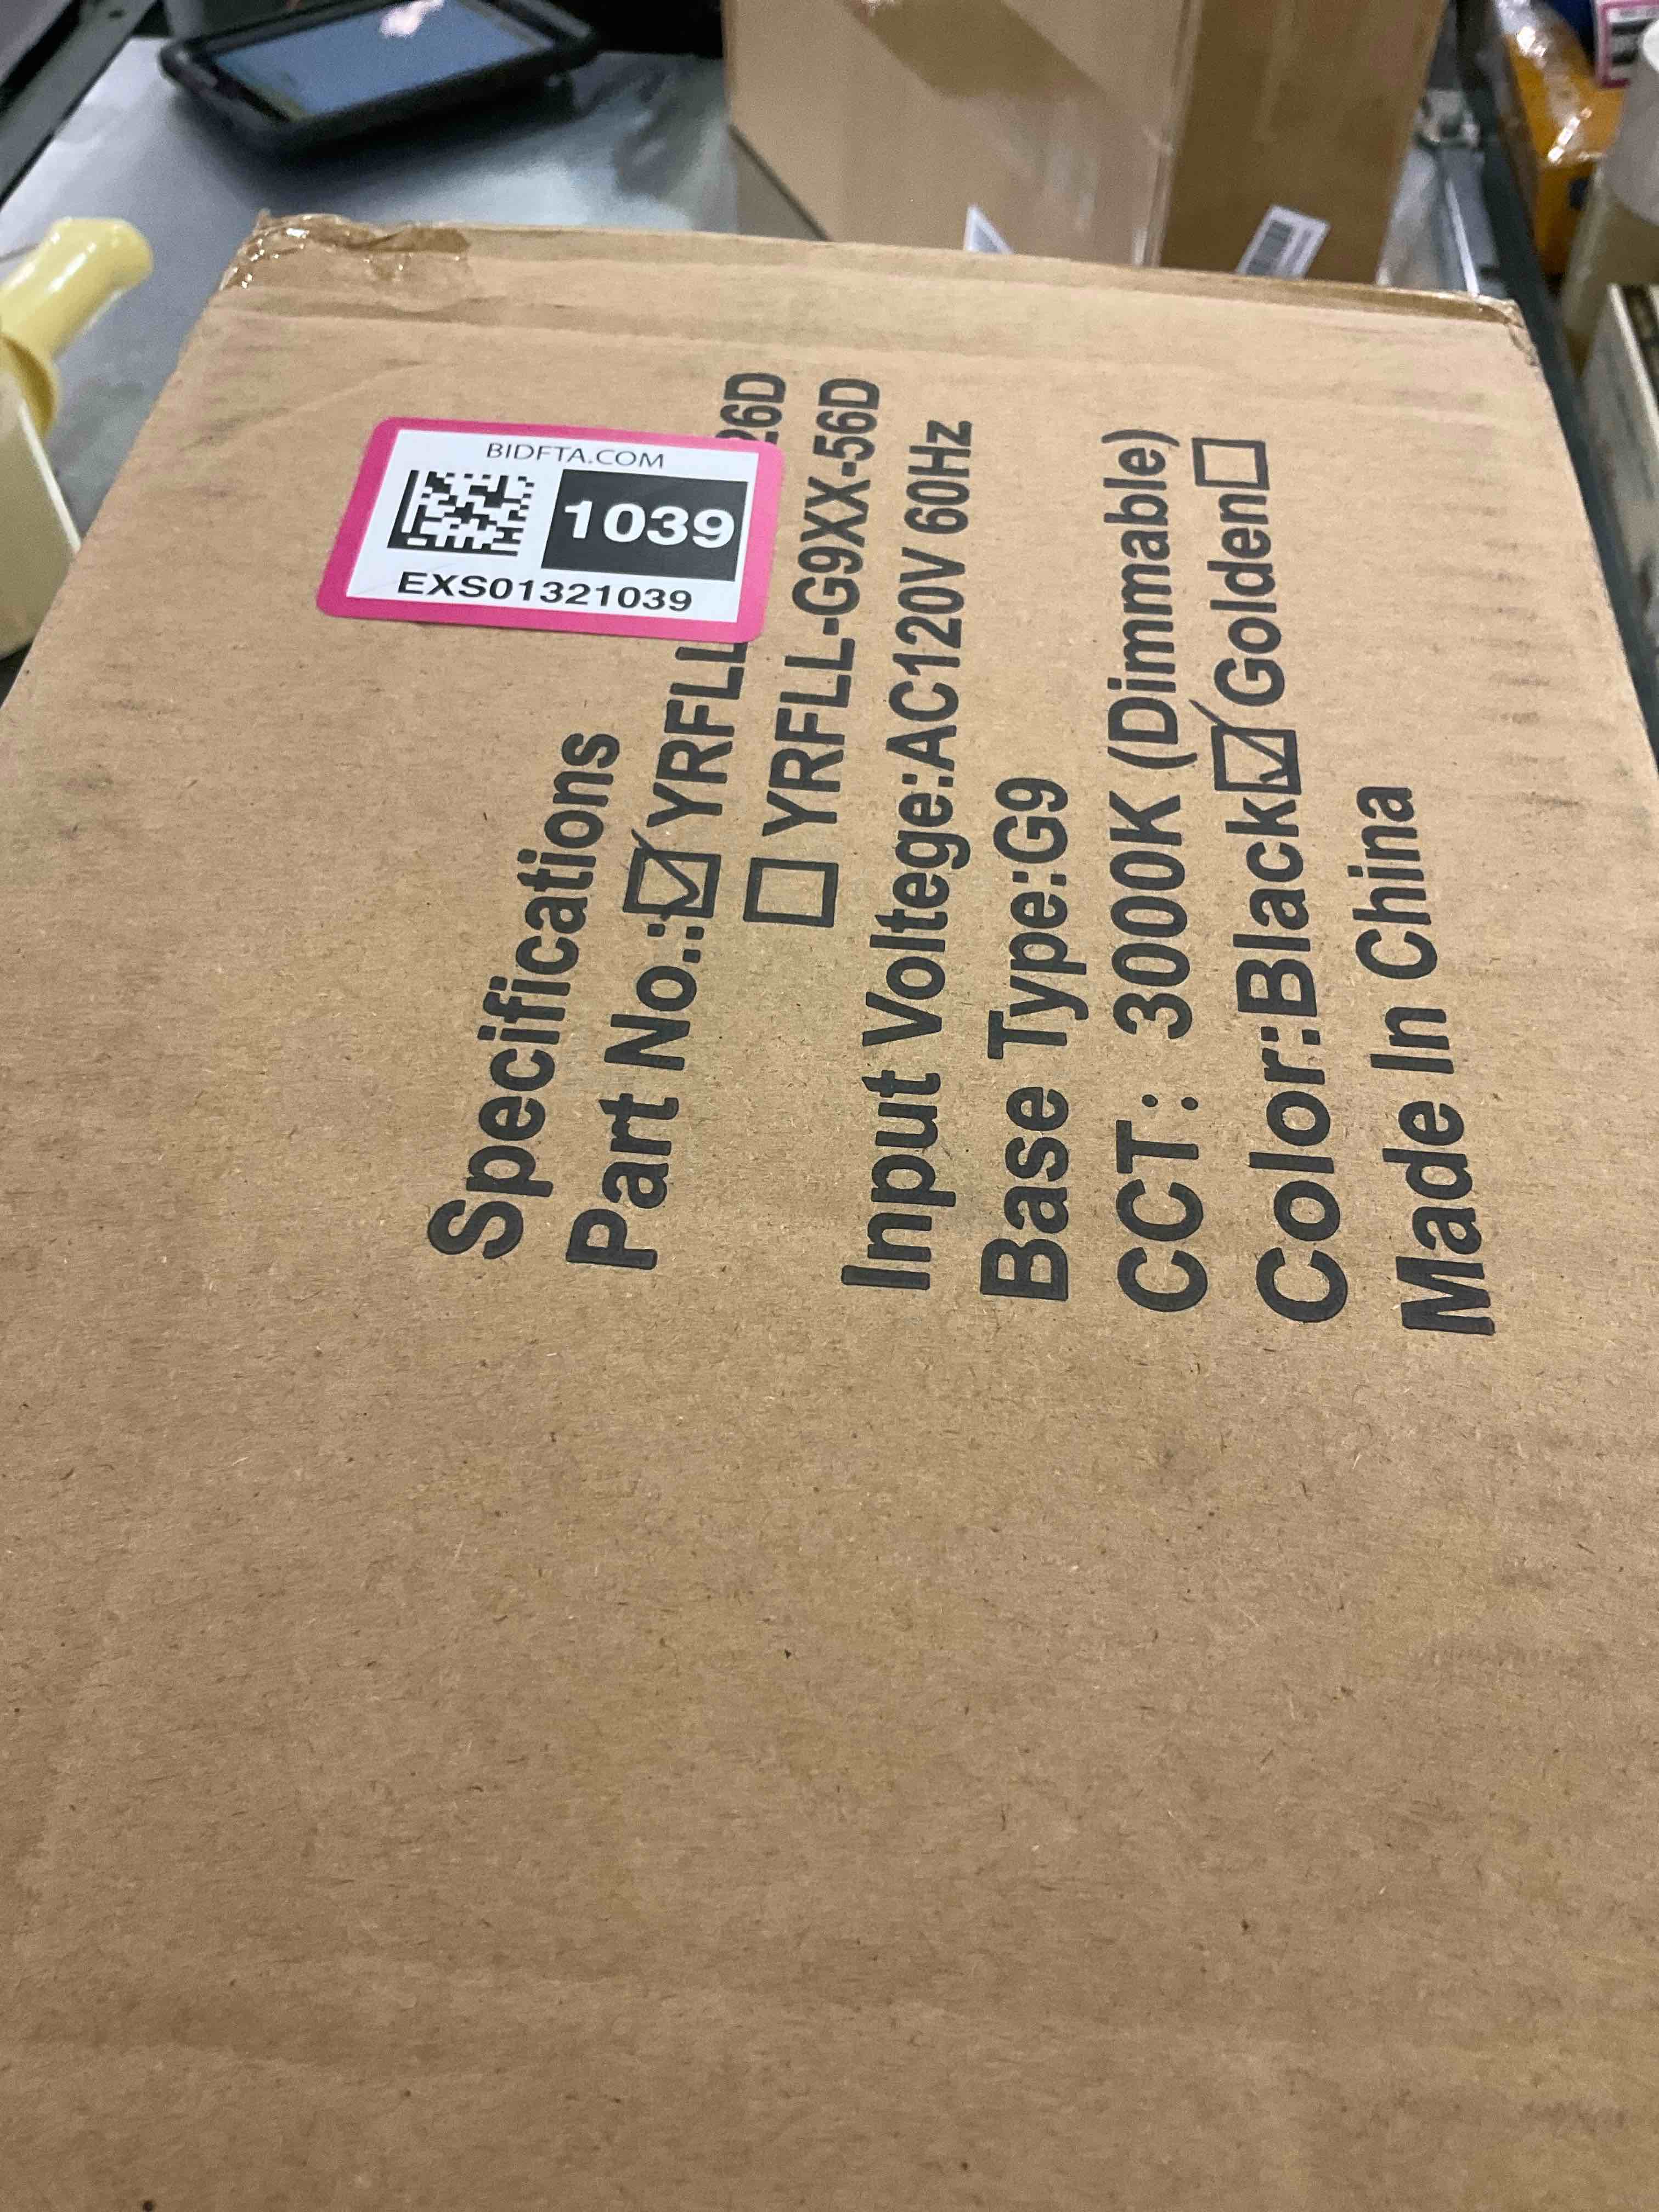 BIDFTA.COM
1039
EXS01321039
Specifications
Part No.:☑YRFLL 26D
☐YRFLL-G9XX-56D
Input Voltege:AC120V 60Hz
Base Type:G9
CCT: 3000K (Dimmable)
Color:Black☑Golden☐
Made In China